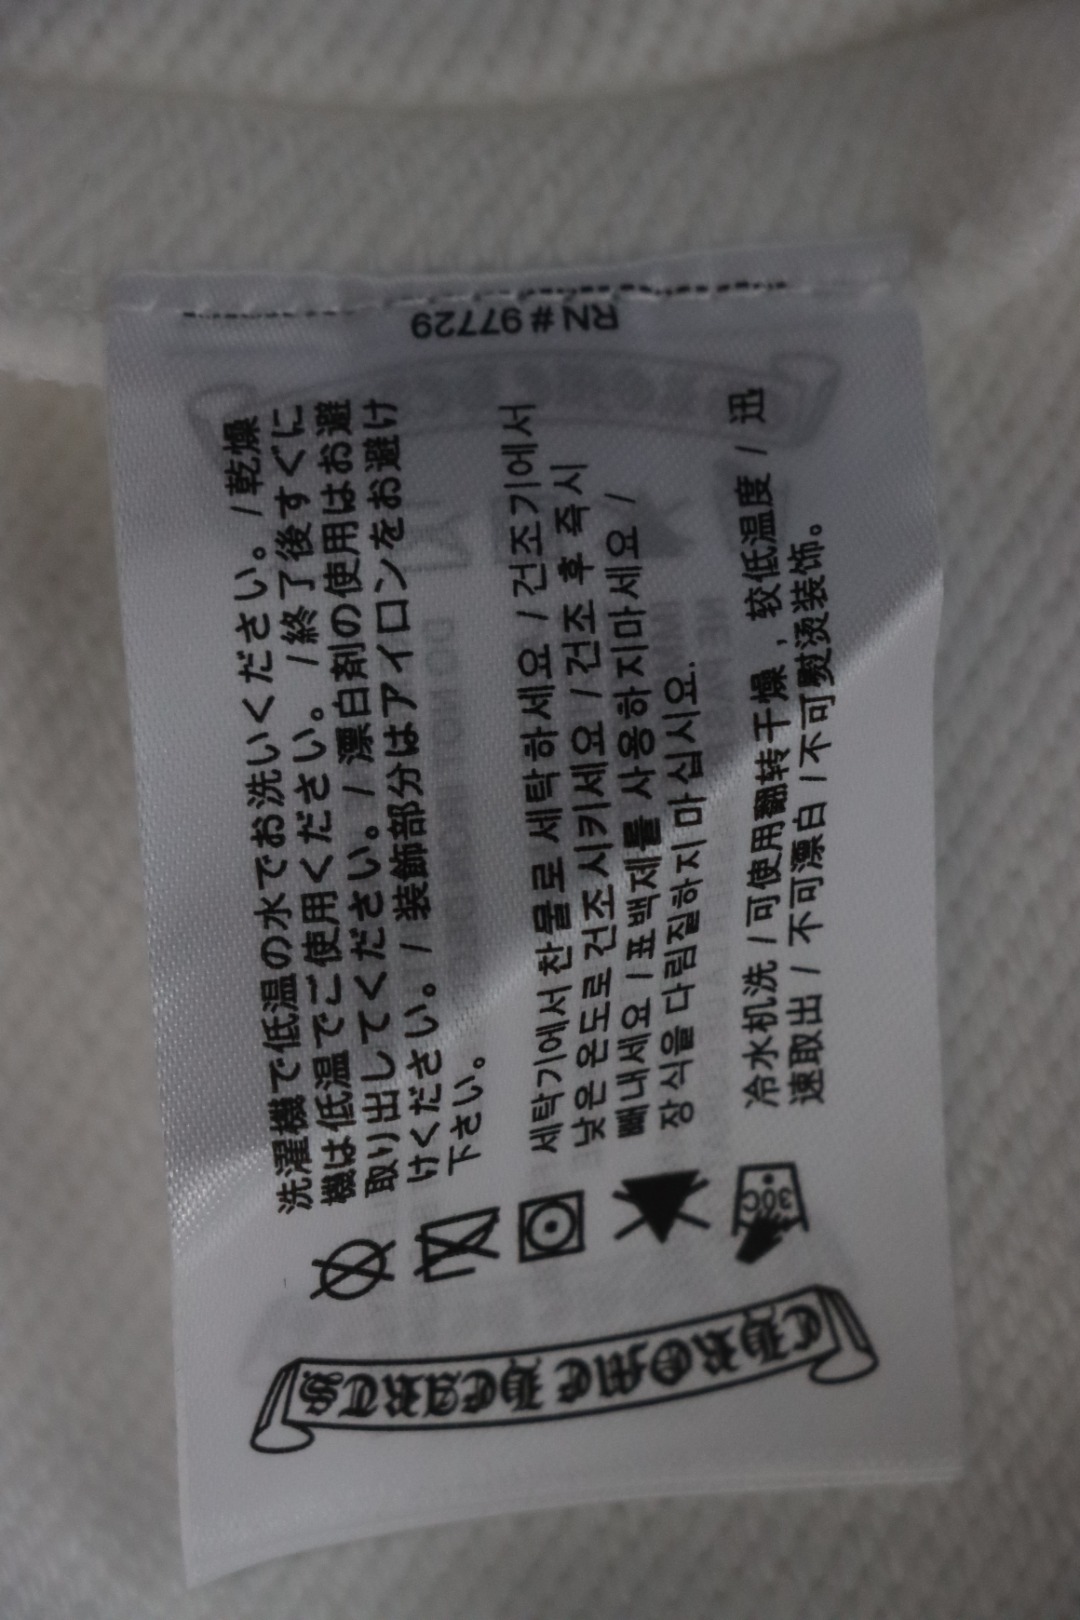 洗濯機で低温の水でお洗いください。/ 乾燥
機は低温でご使用ください。/ 終了後すぐに
取り出してください。/ 漂白剤の使用はお避
けください。/ 装飾部分はアイロンをお避け
下さい。
세탁기에서 찬물로 세탁하세요 / 건조기에서
낮은 온도로 건조시키세요 / 건조 후 즉시
빼내세요 / 표백제를 사용하지마세요 /
장식을 다림질하지 마십시요.
冷水机洗 / 可使用翻转干燥，较低温度 / 迅
速取出 / 不可漂白 / 不可熨烫装饰。
30C
CHROME HEARTS
RN # 97729